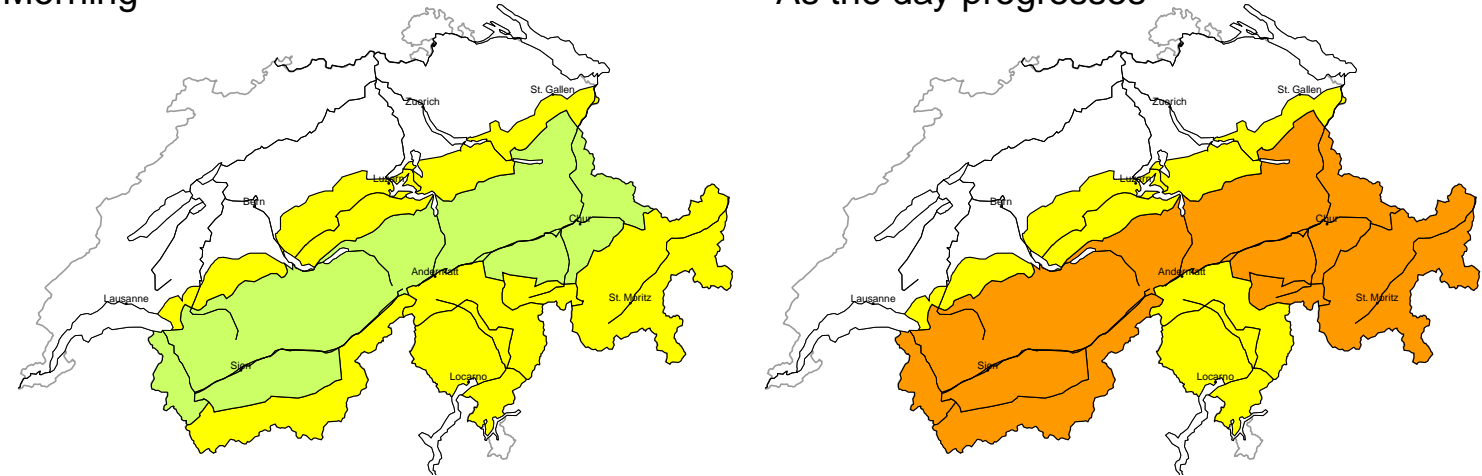 Morning
As the day progresses
St. Gallen
Zuerich
Luzern
Bern
Chur
Andermatt
Lausanne
St. Moritz
Sion
Locarno
St. Gallen
Zuerich
Luzern
Bern
Chur
Andermatt
Lausanne
St. Moritz
Sion
Locarno